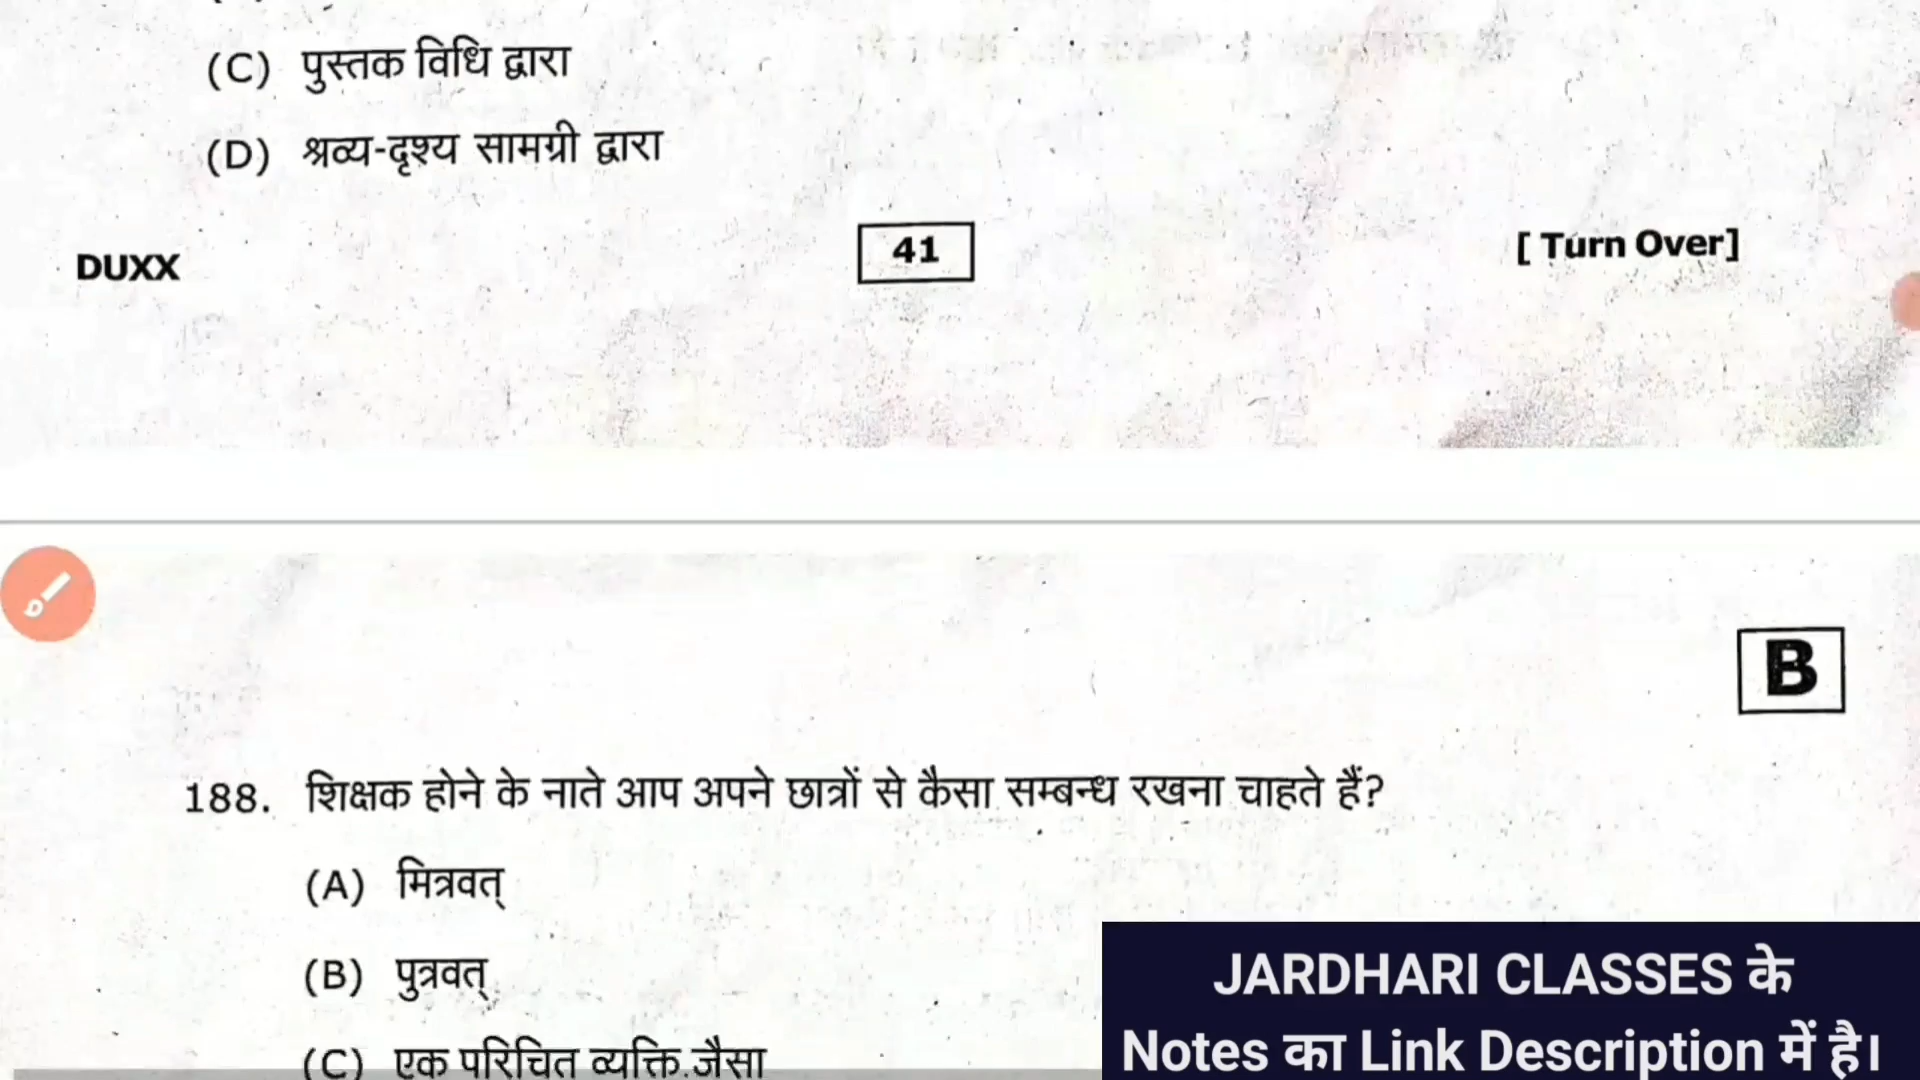 (C) पुस्तक विधि द्वारा
(D) श्रव्य-दृश्य सामग्री द्वारा
DUXX
41
[ Turn Over]
B
188. शिक्षक होने के नाते आप अपने छात्रों से कैसा सम्बन्ध रखना चाहते हैं?
(A) मित्रवत्
(B) पुत्रवत्
(C) एक परिचित व्यक्ति जैसा
JARDHARI CLASSES के
Notes का Link Description में है।